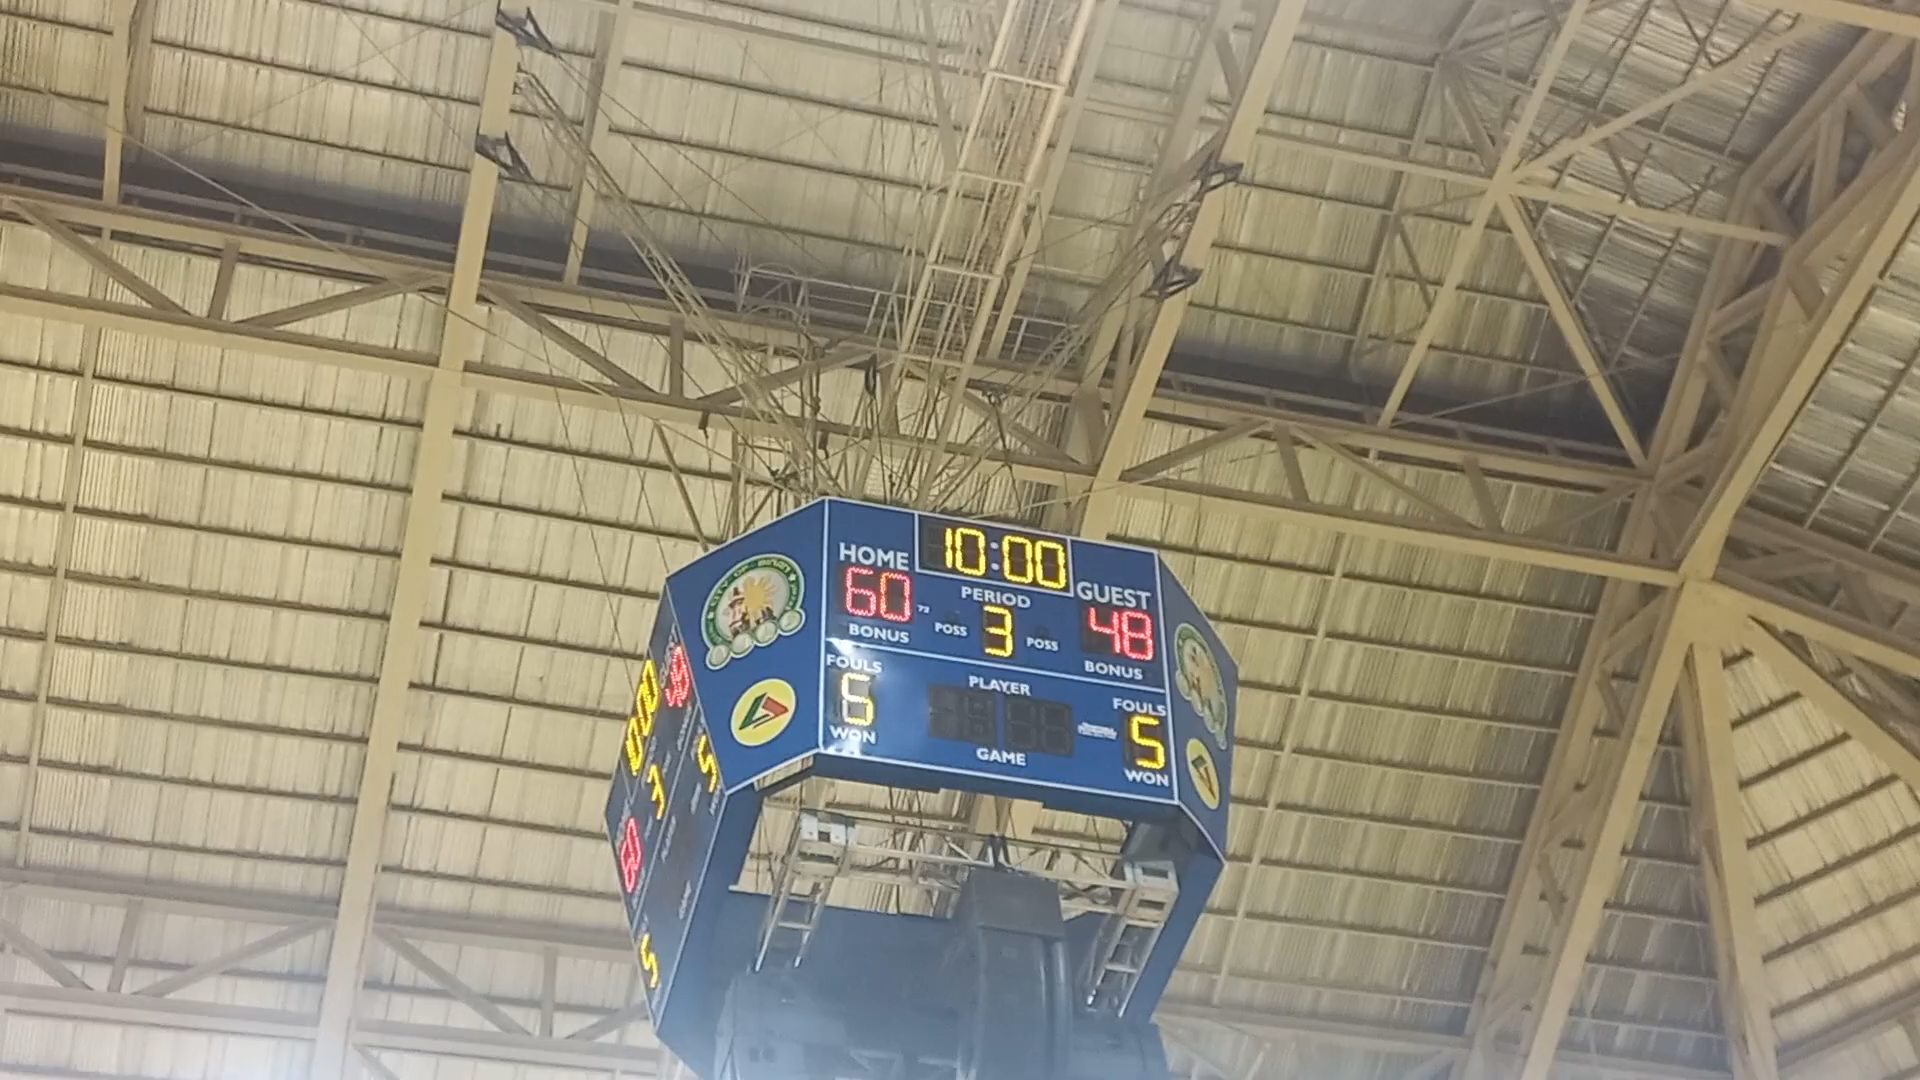 10:00
HOME
60
BONUS
PERIOD
POSS 3 POSS
GUEST
48
BONUS
FOULS
5
WON
PLAYER
GAME
FOULS
5
WON